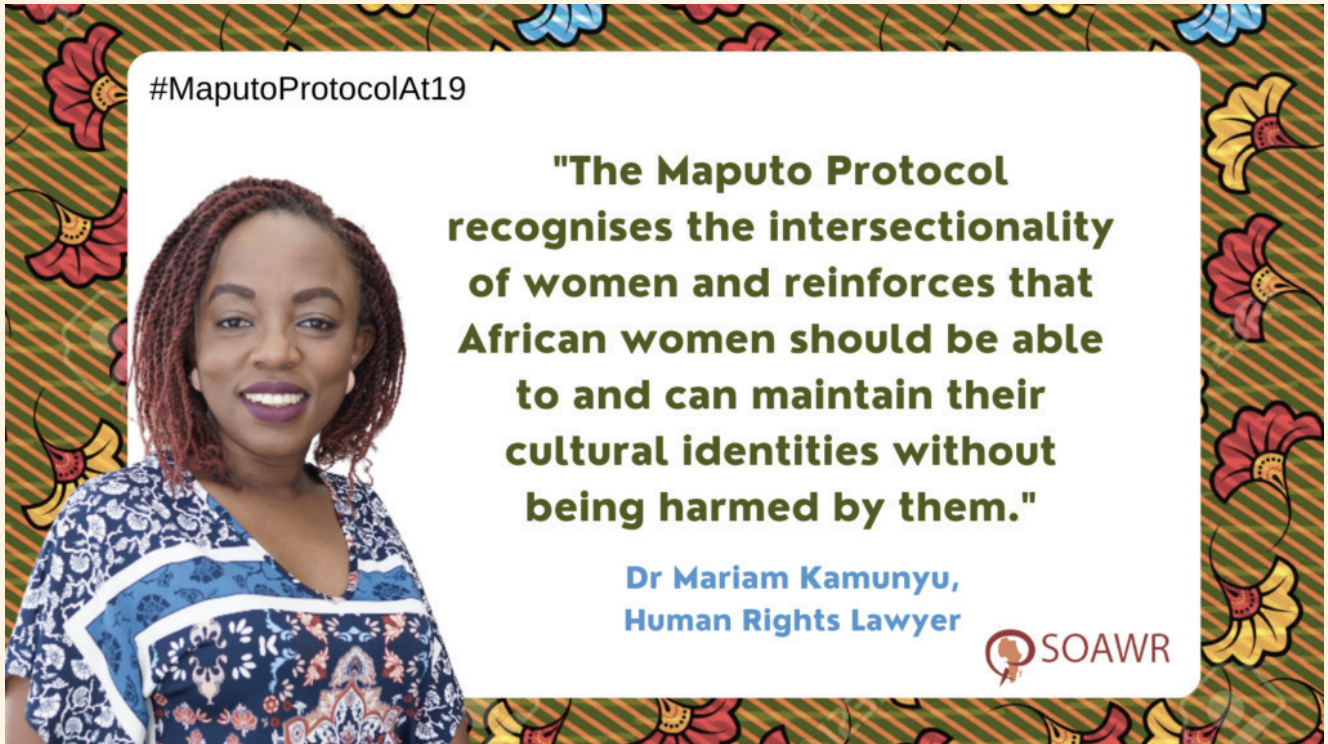 #MaputoProtocolAt19
"The Maputo Protocol
recognises the intersectionality
of women and reinforces that
African women should be able
to and can maintain their
cultural identities without
being harmed by them."
Dr Mariam Kamunyu,
Human Rights Lawyer
SOAWR